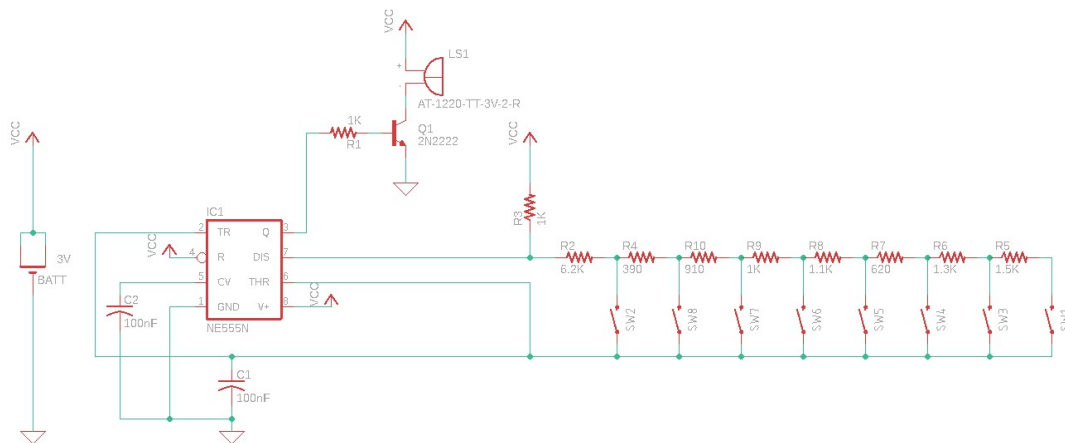 VCC
LS1
+
-
AT-1220-TT-3V-2-R
1K
R1
Q1
2N2222
VCC
VCC
R3
1K
IC1
2 TR Q 3
VCC
4 R DIS 7
5 CV THR 6
1 GND V+ 8
VCC
NE555N
3V
BATT
C2
100nF
C1
100nF
R2
6.2K
R4
390
R10
910
R9
1K
R8
1.1K
R7
620
R6
1.3K
R5
1.5K
SW2
SW8
SW7
SW6
SW5
SW4
SW3